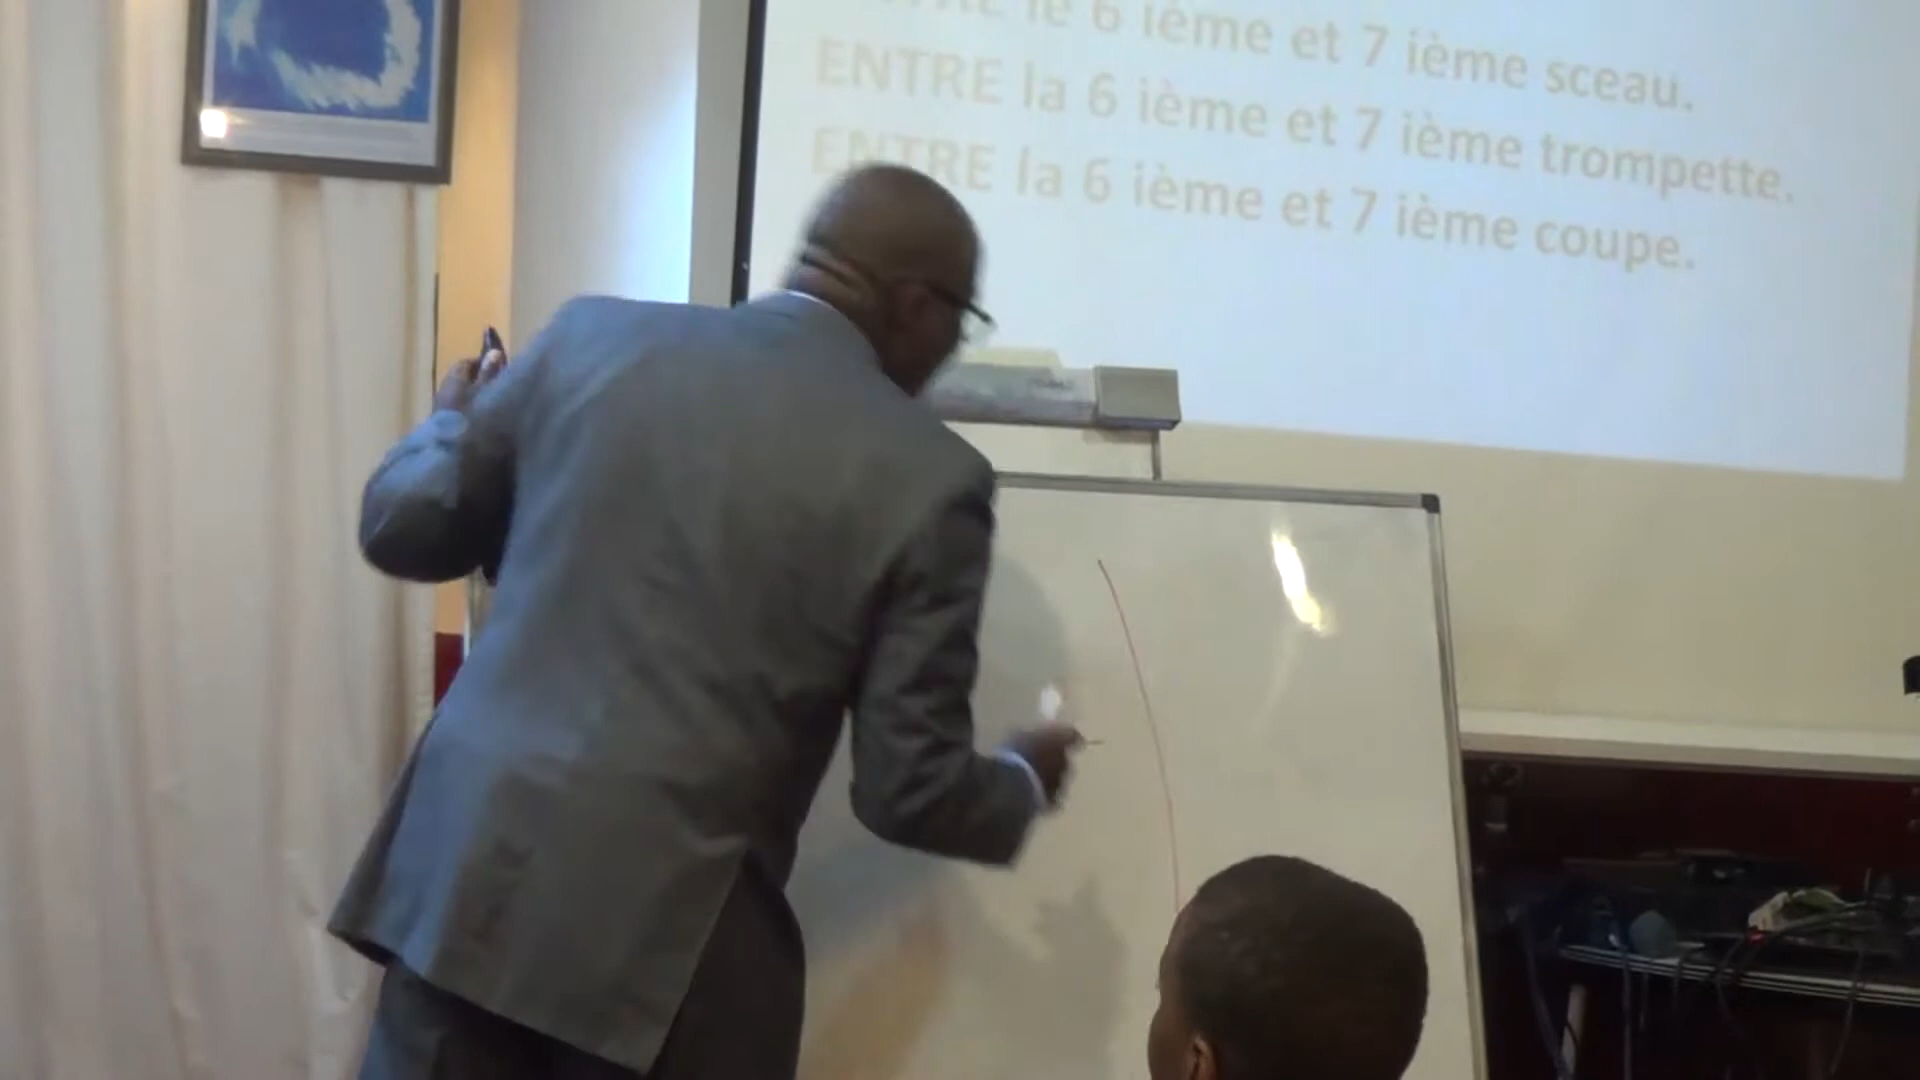 ENTRE le 6 ième et 7 ième sceau.
ENTRE la 6 ième et 7 ième trompette.
ENTRE la 6 ième et 7 ième coupe.